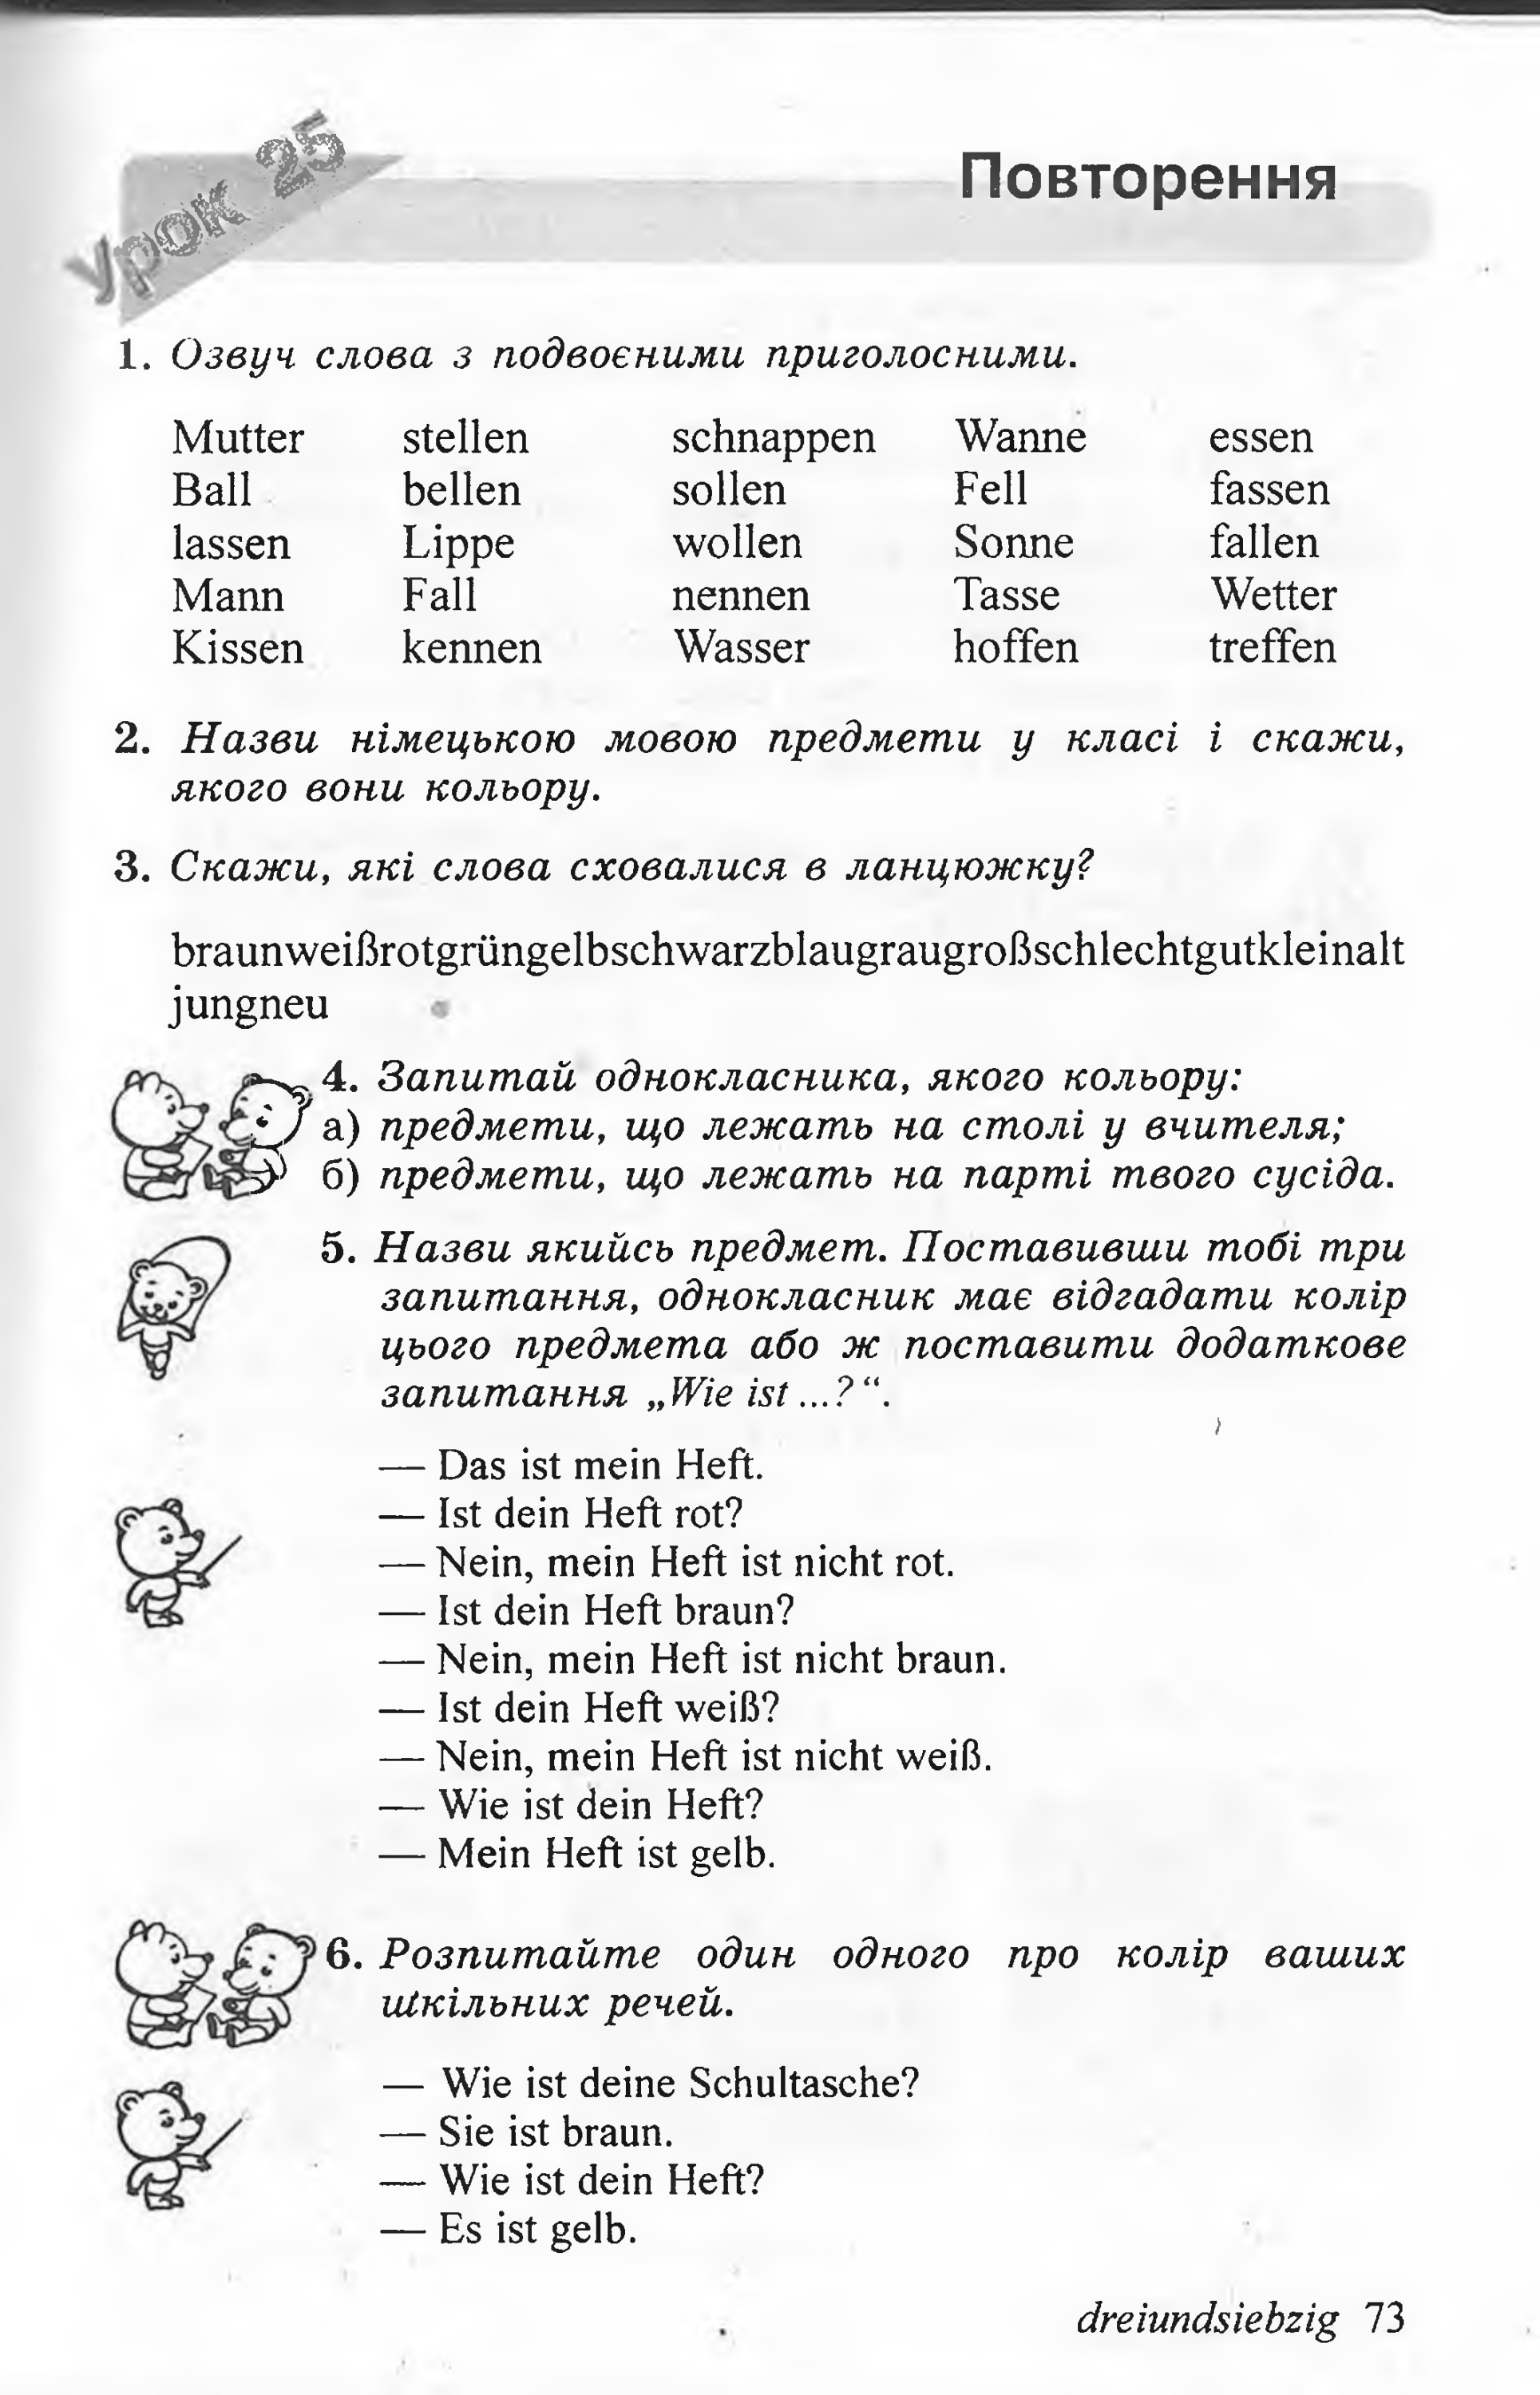 Урок 25
Повторення
1. Озвуч слова з подвоєними приголосними.
Mutter stellen schnappen Wanne essen
Ball bellen sollen Fell fassen
lassen Lippe wollen Sonne fallen
Mann Fall nennen Tasse Wetter
Kissen kennen Wasser hoffen treffen
2. Назви німецькою мовою предмети у класі і скажи,
якого вони кольору.
3. Скажи, які слова сховалися в ланцюжку?
braunweißrotgrüngelbschwarzblaugraugroßschlechtgutkleinalt
jungneu
4. Запитай однокласника, якого кольору:
а) предмети, що лежать на столі у вчителя;
б) предмети, що лежать на парті твого сусіда.
5. Назви якийсь предмет. Поставивши тобі три
запитання, однокласник має відгадати колір
цього предмета або ж поставити додаткове
запитання „Wie ist ...?“.
— Das ist mein Heft.
— Ist dein Heft rot?
— Nein, mein Heft ist nicht rot.
— Ist dein Heft braun?
— Nein, mein Heft ist nicht braun.
— Ist dein Heft weiß?
— Nein, mein Heft ist nicht weiß.
— Wie ist dein Heft?
— Mein Heft ist gelb.
6. Розпитайте один одного про колір ваших
шкільних речей.
— Wie ist deine Schultasche?
— Sie ist braun.
— Wie ist dein Heft?
— Es ist gelb.
dreiundsiebzig 73